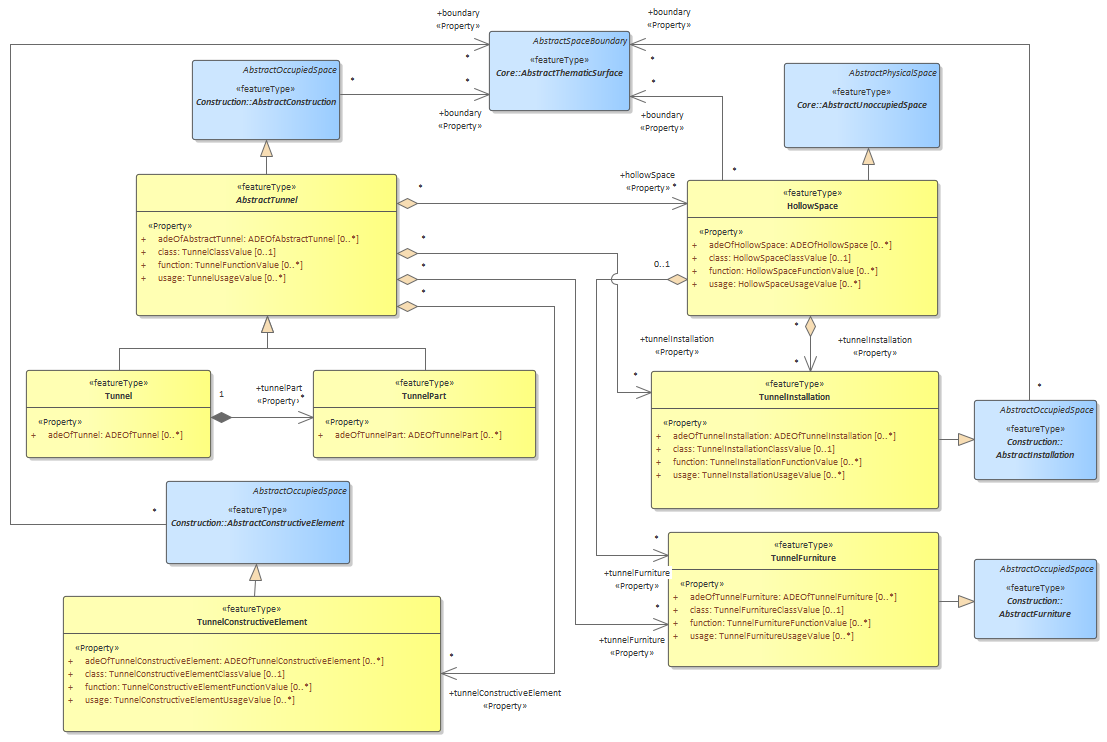 +boundary
«Property»
*
*
+boundary
«Property»
+boundary
«Property»
*
*
+boundary
«Property»
AbstractSpaceBoundary
«featureType»
Core::AbstractThematicSurface
AbstractOccupiedSpace
«featureType»
Construction::AbstractConstruction
*
AbstractPhysicalSpace
«featureType»
Core::AbstractUnoccupiedSpace
«featureType»
AbstractTunnel
«Property»
+ adeOfAbstractTunnel: ADEOfAbstractTunnel [0..*]
+ class: TunnelClassValue [0..1]
+ function: TunnelFunctionValue [0..*]
+ usage: TunnelUsageValue [0..*]
*
*
*
*
+hollowSpace
«Property»
*
*
«featureType»
HollowSpace
«Property»
+ adeOfHollowSpace: ADEOfHollowSpace [0..*]
+ class: HollowSpaceClassValue [0..1]
+ function: HollowSpaceFunctionValue [0..*]
+ usage: HollowSpaceUsageValue [0..*]
0..1
*
*
+tunnelInstallation
«Property»
*
+tunnelInstallation
«Property»
«featureType»
Tunnel
«Property»
+ adeOfTunnel: ADEOfTunnel [0..*]
1
+tunnelPart
«Property»
*
«featureType»
TunnelPart
«Property»
+ adeOfTunnelPart: ADEOfTunnelPart [0..*]
«featureType»
TunnelInstallation
«Property»
+ adeOfTunnelInstallation: ADEOfTunnelInstallation [0..*]
+ class: TunnelInstallationClassValue [0..1]
+ function: TunnelInstallationFunctionValue [0..*]
+ usage: TunnelInstallationUsageValue [0..*]
*
AbstractOccupiedSpace
«featureType»
Construction::
AbstractInstallation
*
AbstractOccupiedSpace
«featureType»
Construction::AbstractConstructiveElement
*
+tunnelFurniture
«Property»
*
+tunnelFurniture
«Property»
«featureType»
TunnelFurniture
«Property»
+ adeOfTunnelFurniture: ADEOfTunnelFurniture [0..*]
+ class: TunnelFurnitureClassValue [0..1]
+ function: TunnelFurnitureFunctionValue [0..*]
+ usage: TunnelFurnitureUsageValue [0..*]
AbstractOccupiedSpace
«featureType»
Construction::
AbstractFurniture
«featureType»
TunnelConstructiveElement
«Property»
+ adeOfTunnelConstructiveElement: ADEOfTunnelConstructiveElement [0..*]
+ class: TunnelConstructiveElementClassValue [0..1]
+ function: TunnelConstructiveElementFunctionValue [0..*]
+ usage: TunnelConstructiveElementUsageValue [0..*]
*
+tunnelConstructiveElement
«Property»